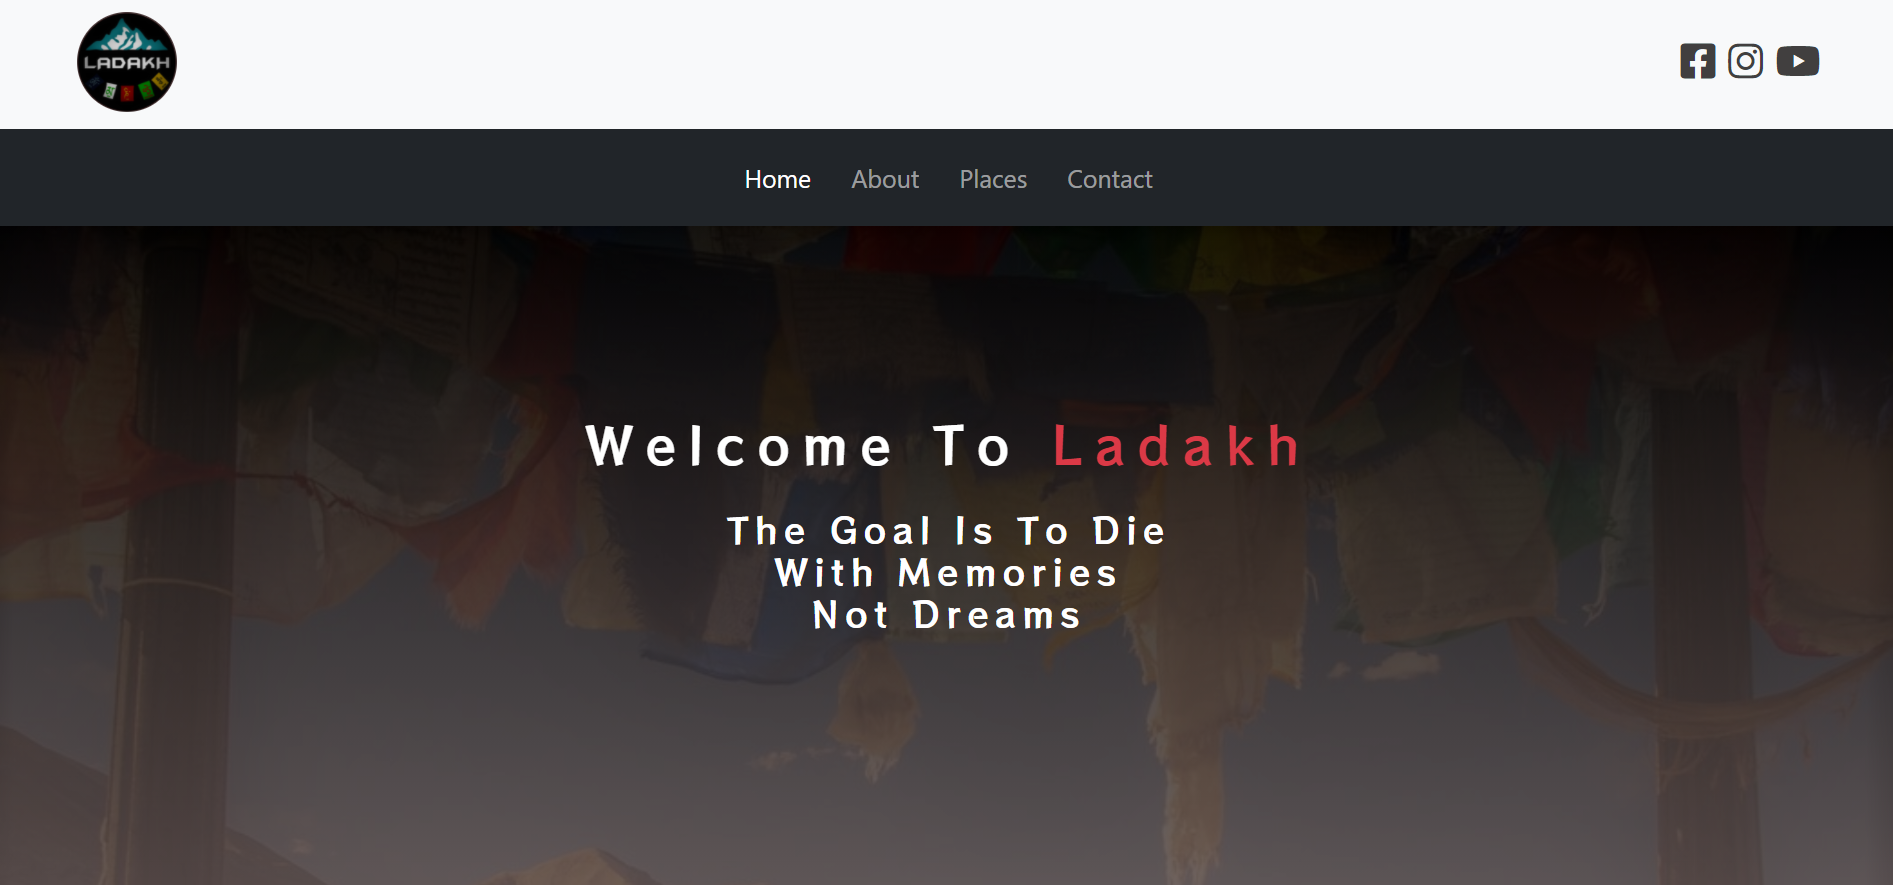 LADAKH
Home About Places Contact
Welcome To Ladakh
The Goal Is To Die
With Memories
Not Dreams